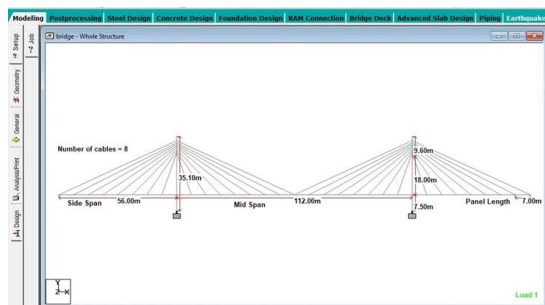 Modeling Postprocessing Steel Design Concrete Design Foundation Design RAM Connection Bridge Deck Advanced Slab Design Piping Earthquake
Setup
Job
bridge - Whole Structure
Geometry
General
Analysis/Print
Design
Number of cables = 8
9.60m
35.10m
18.00m
Side Span
56.00m
Mid Span
112.00m
7.50m
Panel Length
7.00m
Y
Z X
Load 1